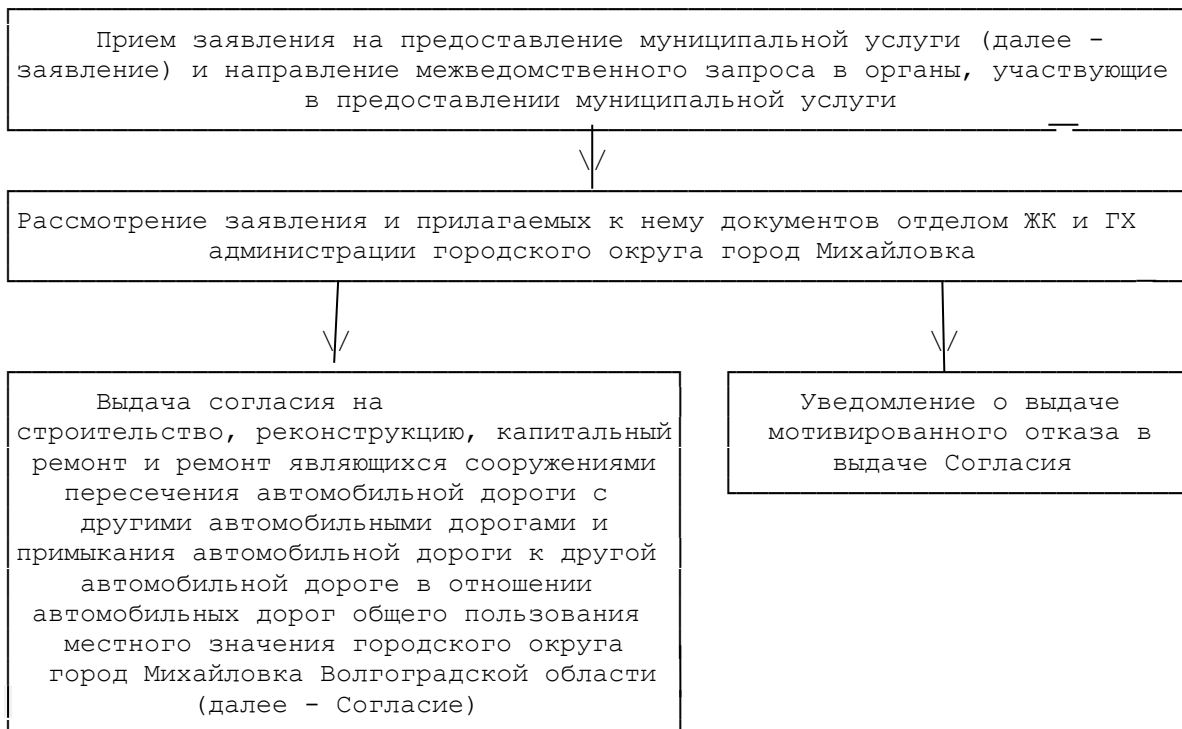 Прием заявления на предоставление муниципальной услуги (далее -
заявление) и направление межведомственного запроса в органы, участвующие
в предоставлении муниципальной услуги
Рассмотрение заявления и прилагаемых к нему документов отделом ЖК и ГХ
администрации городского округа город Михайловка
Выдача согласия на
строительство, реконструкцию, капитальный
ремонт и ремонт являющихся сооружениями
пересечения автомобильной дороги с
другими автомобильными дорогами и
примыкания автомобильной дороги к другой
автомобильной дороге в отношении
автомобильных дорог общего пользования
местного значения городского округа
город Михайловка Волгоградской области
(далее - Согласие)
Уведомление о выдаче
мотивированного отказа в
выдаче Согласия